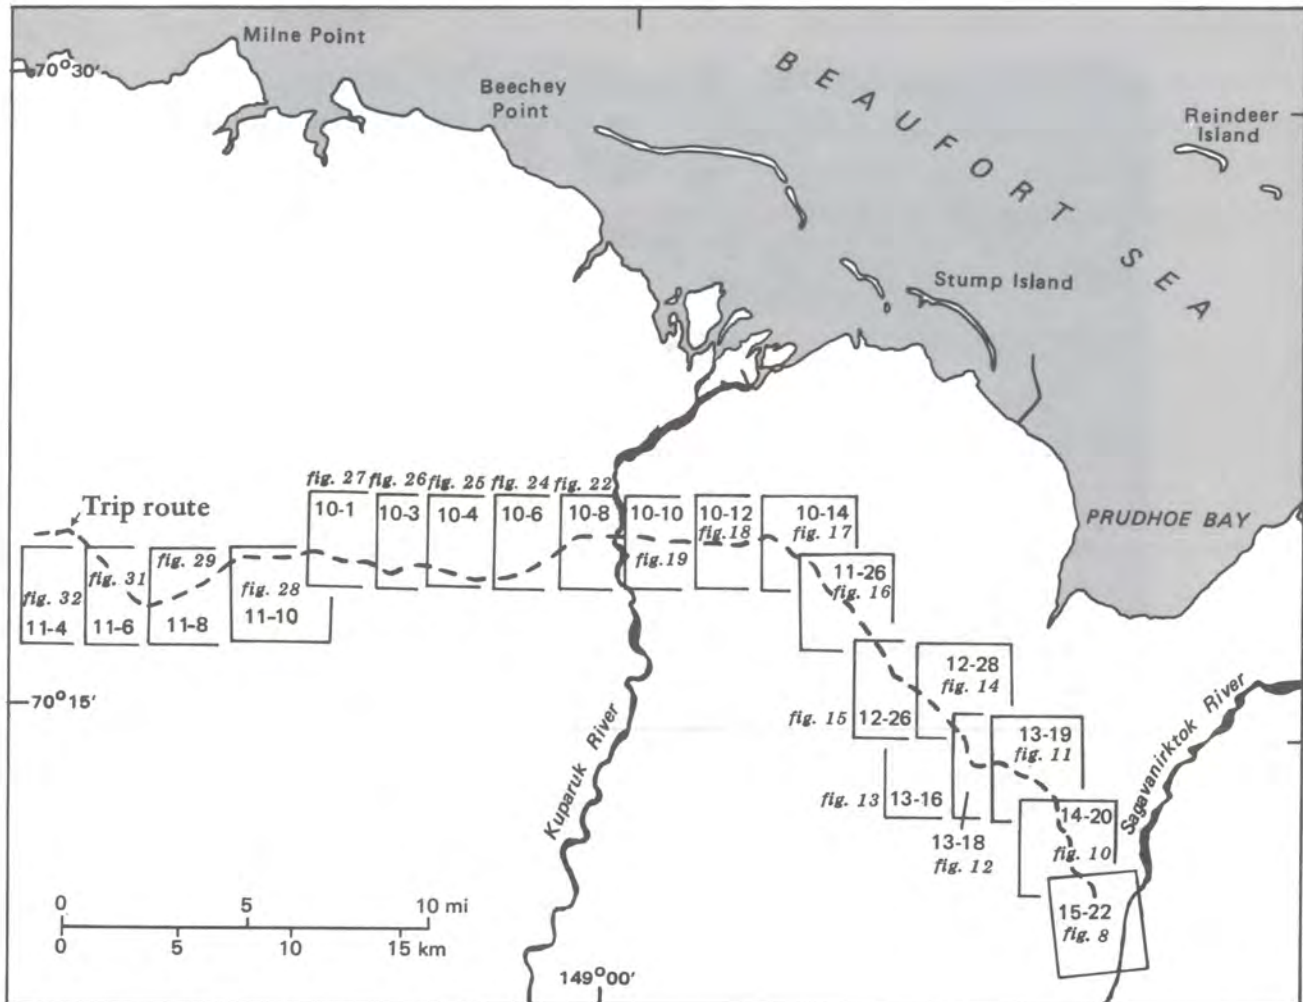 Milne Point
70°30'
Beechey
Point
BEAUFORT SEA
Reindeer
Island
Stump Island
PRUDHOE BAY
Trip route
fig. 27
fig. 26
fig. 25
fig. 24
fig. 22
10-1
10-3
10-4
10-6
10-8
10-10
10-12
10-14
fig. 19
fig. 18
fig. 17
fig. 32
11-4
fig. 31
11-6
fig. 29
11-8
fig. 28
11-10
11-26
fig. 16
70°15'
fig. 15
12-26
12-28
fig. 14
13-19
fig. 11
fig. 13
13-16
13-18
fig. 12
14-20
fig. 10
15-22
fig. 8
Kuparuk River
Sagavanirktok River
0 5 10 mi
0 5 10 15 km
149°00'